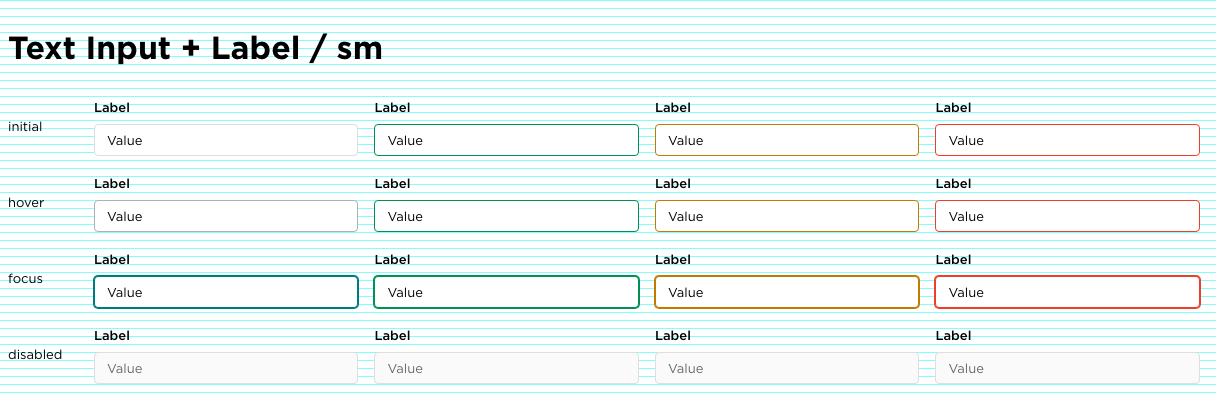 Text Input + Label / sm
Label Label Label Label
initial Value Value Value Value
Label Label Label Label
hover Value Value Value Value
Label Label Label Label
focus Value Value Value Value
Label Label Label Label
disabled Value Value Value Value